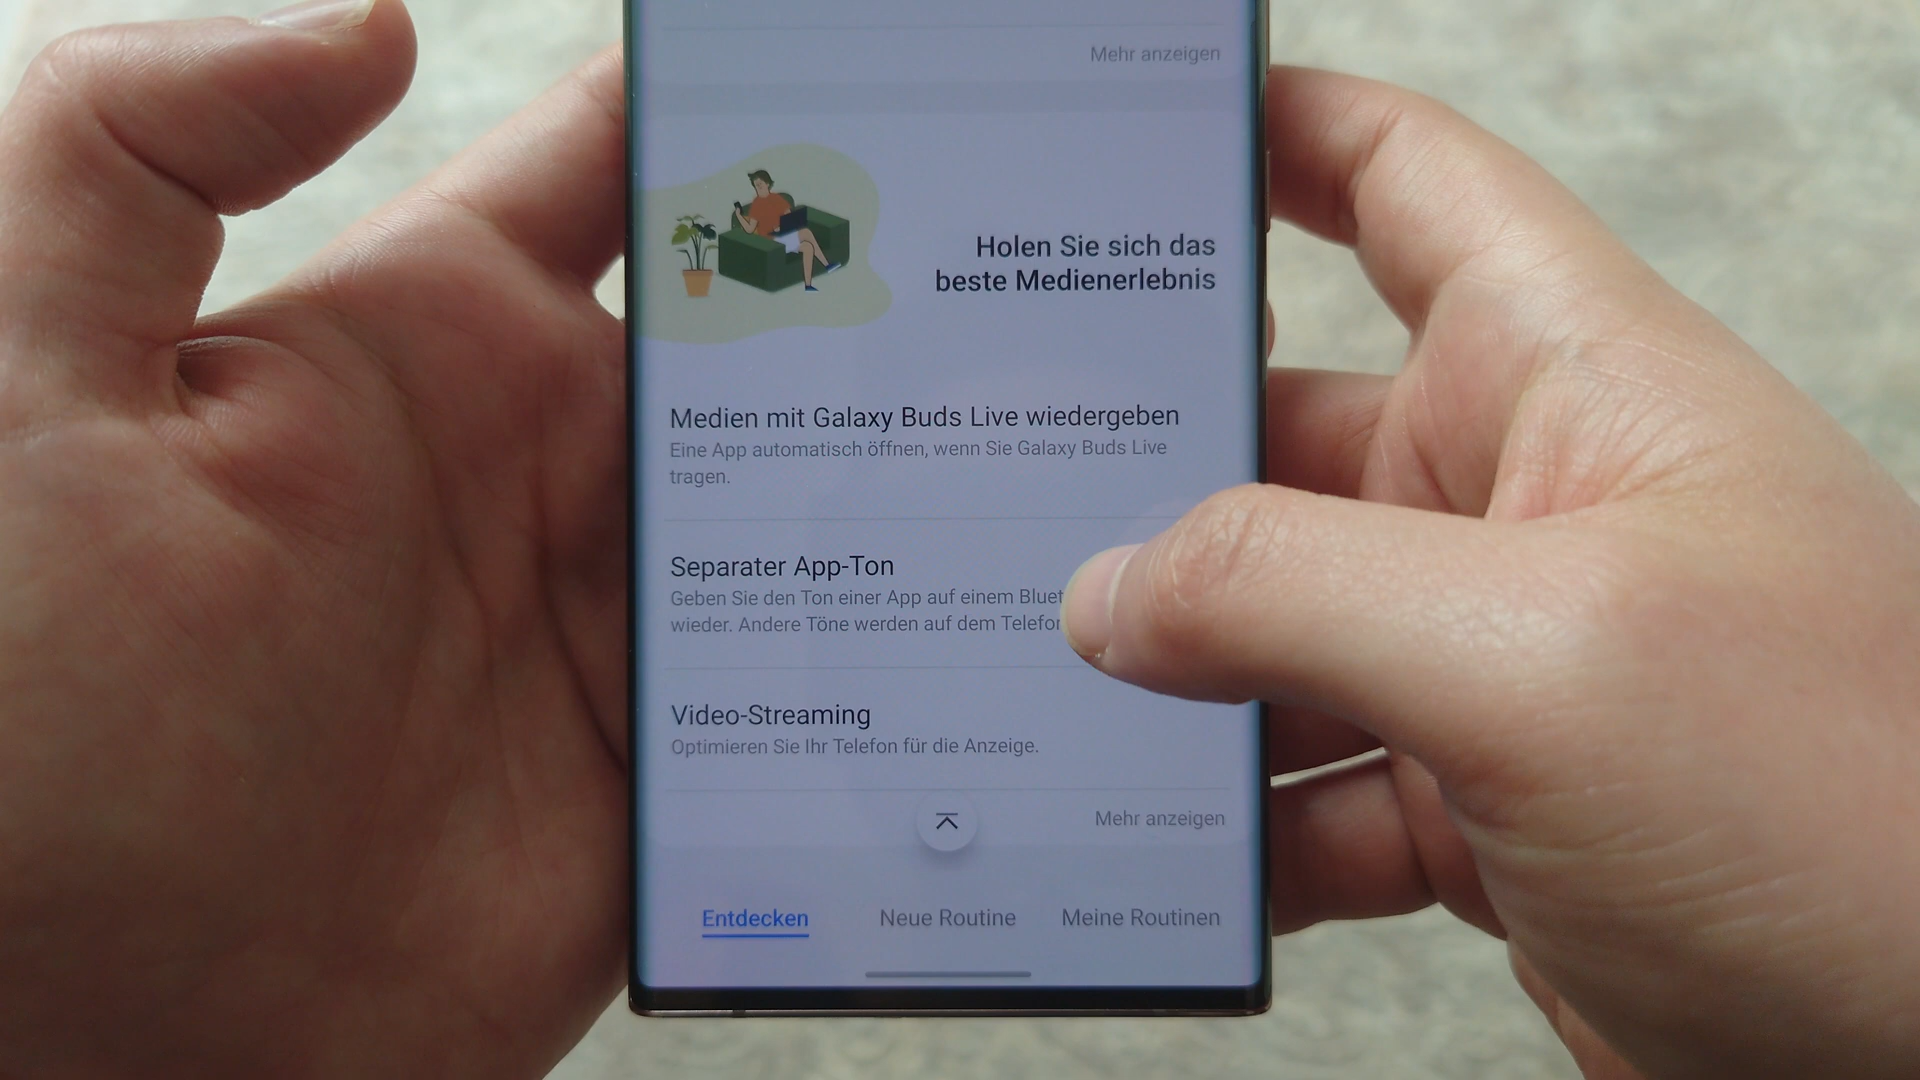 Mehr anzeigen
Holen Sie sich das
beste Medienerlebnis
Medien mit Galaxy Buds Live wiedergeben
Eine App automatisch öffnen, wenn Sie Galaxy Buds Live
tragen.
Separater App-Ton
Geben Sie den Ton einer App auf einem
wieder. Andere Töne werden auf dem
Video-Streaming
Optimieren Sie Ihr Telefon für die Anzeige.
Mehr anzeigen
Entdecken
Neue Routine
Meine Routinen